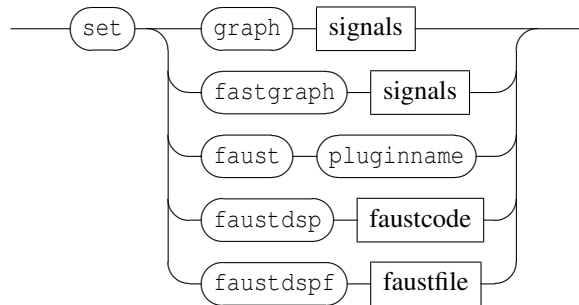 set graph signals
fastgraph signals
faust pluginname
faustdsp faustcode
faustdspf faustfile